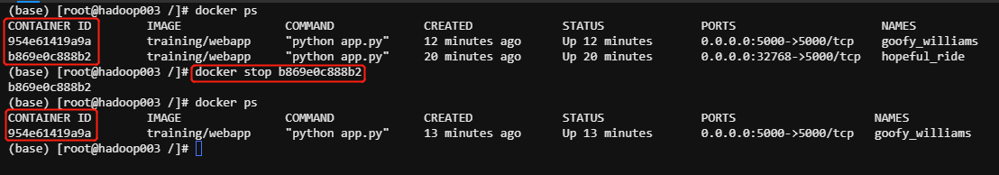 (base) [root@hadoop003 /]# docker ps
CONTAINER ID IMAGE COMMAND CREATED STATUS PORTS NAMES
954e61419a9a training/webapp "python app.py" 12 minutes ago Up 12 minutes 0.0.0.0:5000->5000/tcp goofy_williams
b869e0c888b2 training/webapp "python app.py" 20 minutes ago Up 20 minutes 0.0.0.0:32768->5000/tcp hopeful_ride
(base) [root@hadoop003 /]# docker stop b869e0c888b2
b869e0c888b2
(base) [root@hadoop003 /]# docker ps
CONTAINER ID IMAGE COMMAND CREATED STATUS PORTS NAMES
954e61419a9a training/webapp "python app.py" 13 minutes ago Up 13 minutes 0.0.0.0:5000->5000/tcp goofy_williams
(base) [root@hadoop003 /]#